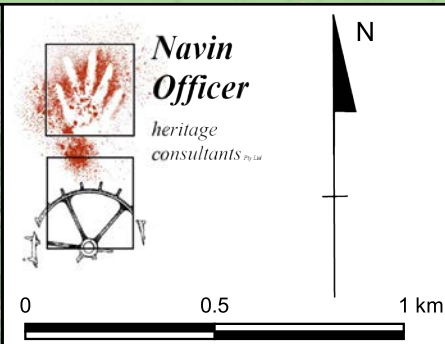 Navin
Officer
heritage
consultants Pty Ltd
N
0 0.5 1 km